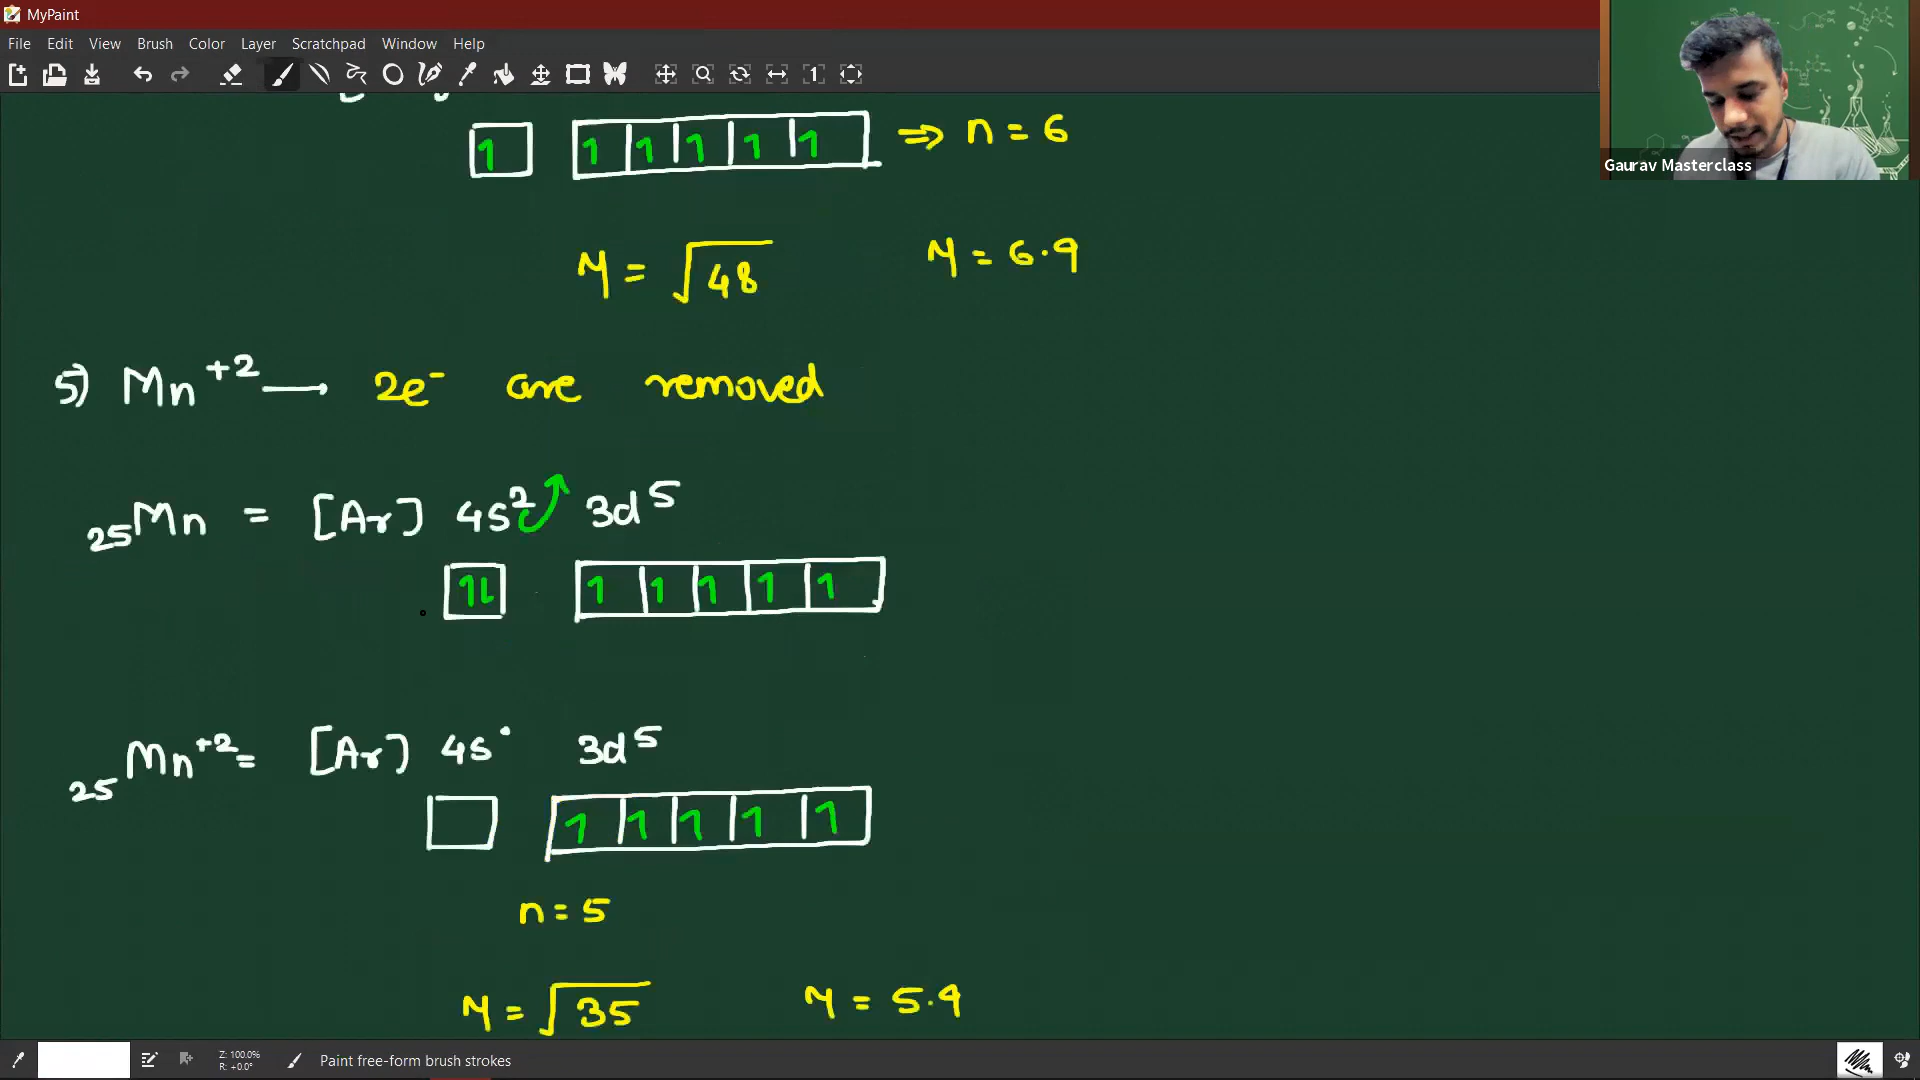 MyPaint
File Edit View Brush Color Layer Scratchpad Window Help
1 1 1 1 1 1 ⇒ n = 6
M = √48 M = 6.9
5) Mn⁺² → 2e⁻ are removed
₂₅Mn = [Ar] 4s² 3d⁵
1L 1 1 1 1 1
₂₅Mn⁺² = [Ar] 4s° 3d⁵
1 1 1 1 1
n = 5
M = √35 M = 5.9
Gaurav Masterclass
Z: 100.0%
R: +0.0°
Paint free-form brush strokes